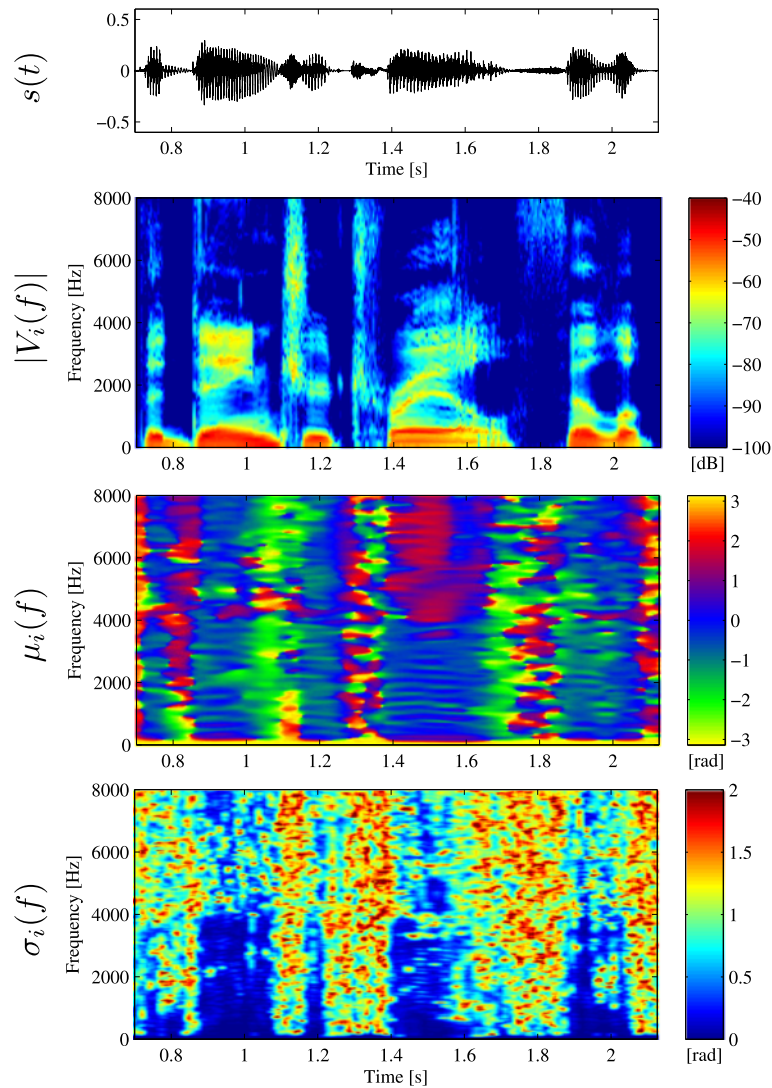 s(t)
0.5
0
−0.5
0.8 1 1.2 1.4 1.6 1.8 2
Time [s]
|V_i(f)|
Frequency [Hz]
8000
6000
4000
2000
0
0.8 1 1.2 1.4 1.6 1.8 2
−40
−50
−60
−70
−80
−90
−100
[dB]
μ_i(f)
Frequency [Hz]
8000
6000
4000
2000
0
0.8 1 1.2 1.4 1.6 1.8 2
3
2
1
0
−1
−2
−3
[rad]
σ_i(f)
Frequency [Hz]
8000
6000
4000
2000
0
0.8 1 1.2 1.4 1.6 1.8 2
Time [s]
2
1.5
1
0.5
0
[rad]